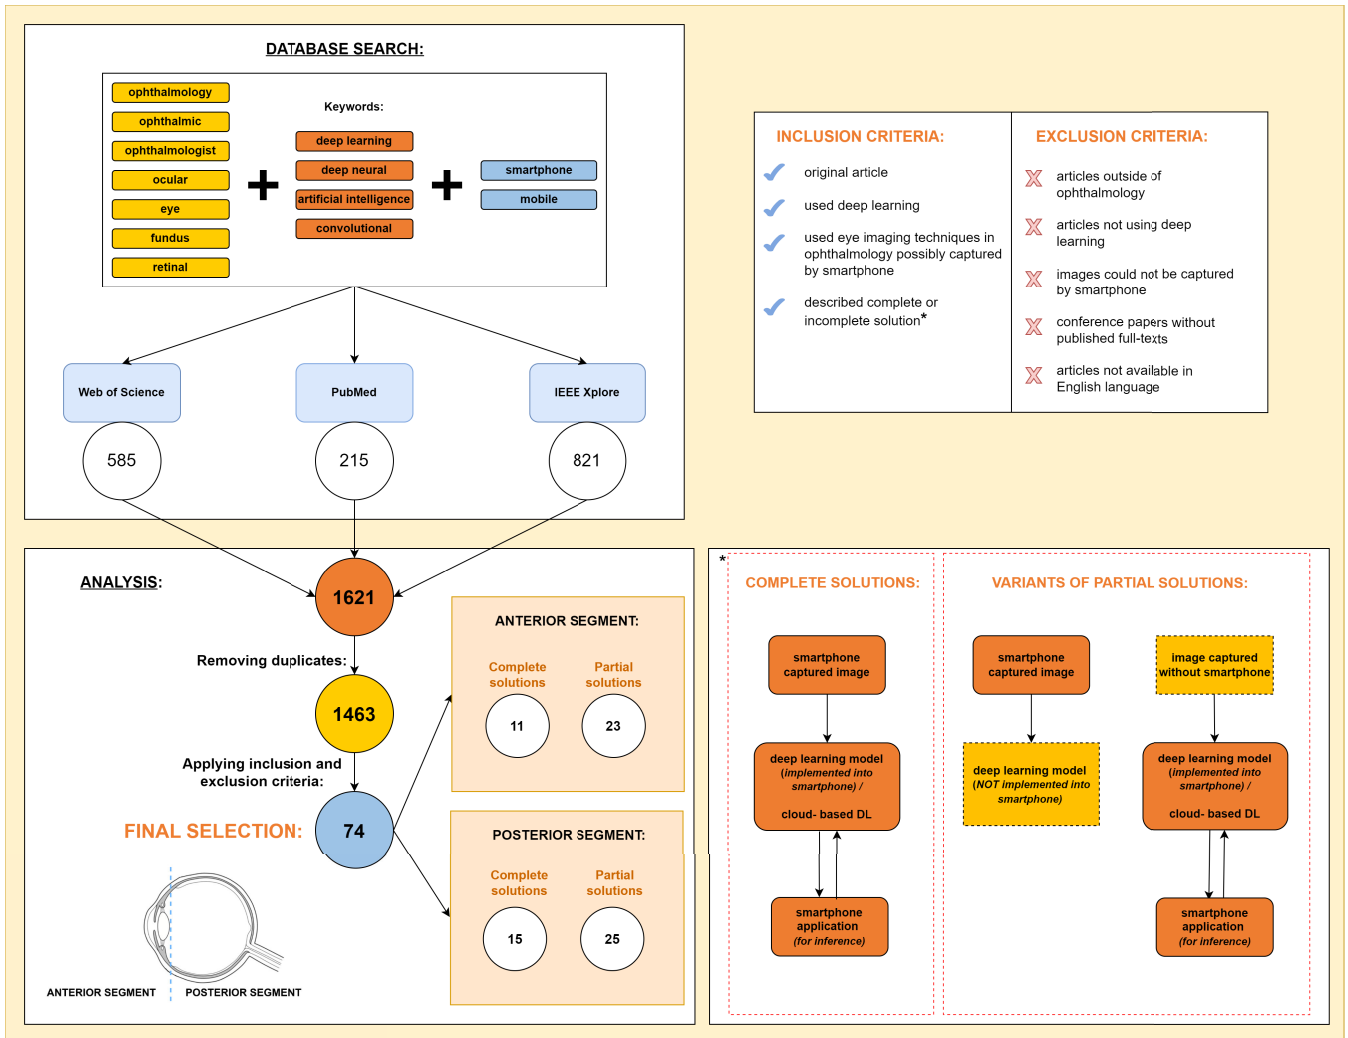 DATABASE SEARCH:
ophthalmology
ophthalmic
ophthalmologist
ocular
eye
fundus
retinal
+
Keywords:
deep learning
deep neural
artificial intelligence
convolutional
+
smartphone
mobile
Web of Science
PubMed
IEEE Xplore
585
215
821
INCLUSION CRITERIA:
original article
used deep learning
used eye imaging techniques in
ophthalmology possibly captured
by smartphone
described complete or
incomplete solution*
EXCLUSION CRITERIA:
articles outside of
ophthalmology
articles not using deep
learning
images could not be captured
by smartphone
conference papers without
published full-texts
articles not available in
English language
ANALYSIS:
1621
Removing duplicates:
1463
Applying inclusion and
exclusion criteria:
FINAL SELECTION:
74
ANTERIOR SEGMENT
POSTERIOR SEGMENT
ANTERIOR SEGMENT:
Complete
solutions
Partial
solutions
11
23
POSTERIOR SEGMENT:
Complete
solutions
Partial
solutions
15
25
*
COMPLETE SOLUTIONS:
smartphone
captured image
deep learning model
(implemented into
smartphone) /
cloud- based DL
smartphone
application
(for inference)
VARIANTS OF PARTIAL SOLUTIONS:
smartphone
captured image
deep learning model
(NOT implemented into
smartphone)
image captured
without smartphone
deep learning model
(implemented into
smartphone) /
cloud- based DL
smartphone
application
(for inference)